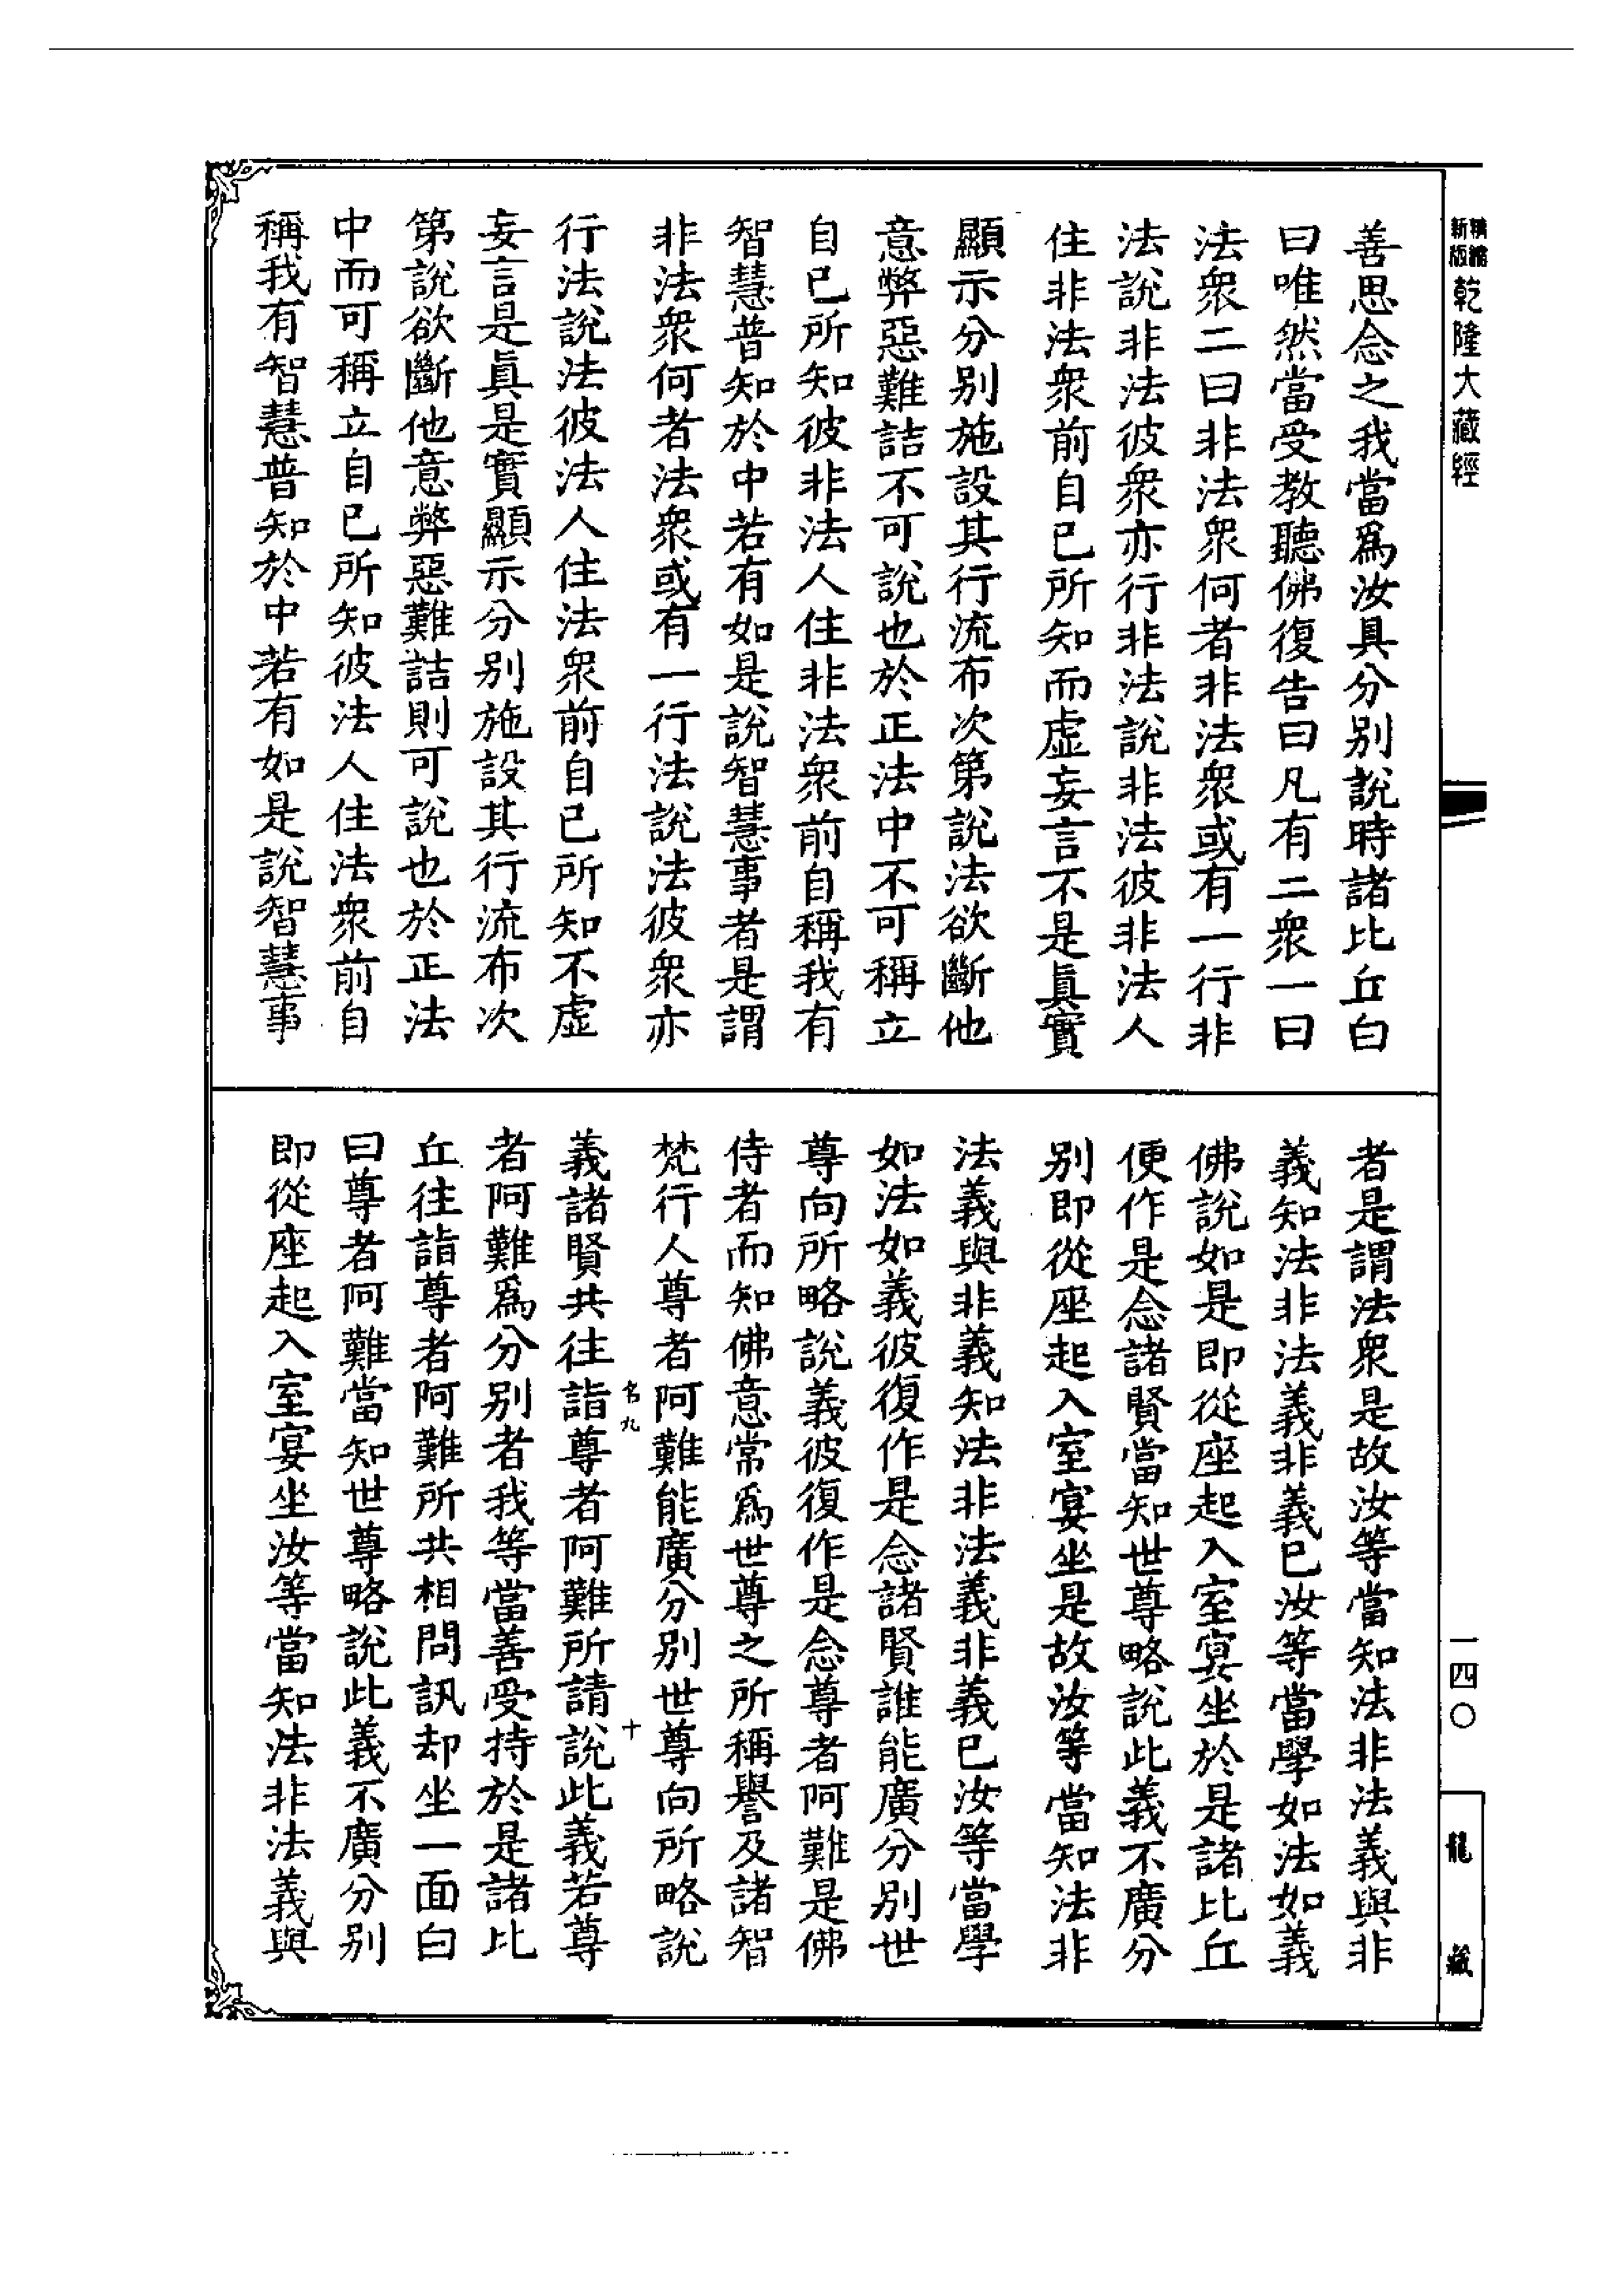 新版精縮乾隆大藏經
善思念之我當爲汝具分别說時諸比丘白
曰唯然當受教聽佛復告曰凡有二衆一曰
法衆二曰非法衆何者非法衆或有一行非
法說非法彼衆亦行非法說非法彼非法人
住非法衆前自已所知而虛妄言不是真實
顯示分别施設其行流布次第說法欲斷他
意弊惡難詰不可說也於正法中不可稱立
自已所知彼非法人住非法衆前自稱我有
智慧普知於中若有如是說智慧事者是謂
非法衆何者法衆或有一行法說法彼衆亦
行法說法彼法人住法衆前自已所知不虛
妄言是真是實顯示分别施設其行流布次
第說欲斷他意弊惡難詰則可說也於正法
中而可稱立自已所知彼法人住法衆前自
稱我有智慧普知於中若有如是說智慧事
者是謂法衆是故汝等當知法非法義與非
義知法非法義非義已汝等當學如法如義
佛說如是即從座起入室宴坐於是諸比丘
便作是念諸賢當知世尊略說此義不廣分
别即從座起入室宴坐是故汝等當知法非
法義與非義知法非法義非義已汝等當學
如法如義彼復作是念諸賢誰能廣分别世
尊向所略說義彼復作是念尊者阿難是佛
侍者而知佛意常爲世尊之所稱譽及諸智
梵行人尊者阿難能廣分别世尊向所略說
名九 十
義諸賢共往詣尊者阿難所請說此義若尊
者阿難爲分别者我等當善受持於是諸比
丘往詣尊者阿難所共相問訊却坐一面白
曰尊者阿難當知世尊略說此義不廣分别
即從座起入室宴坐汝等當知法非法義與
一四〇
龍藏